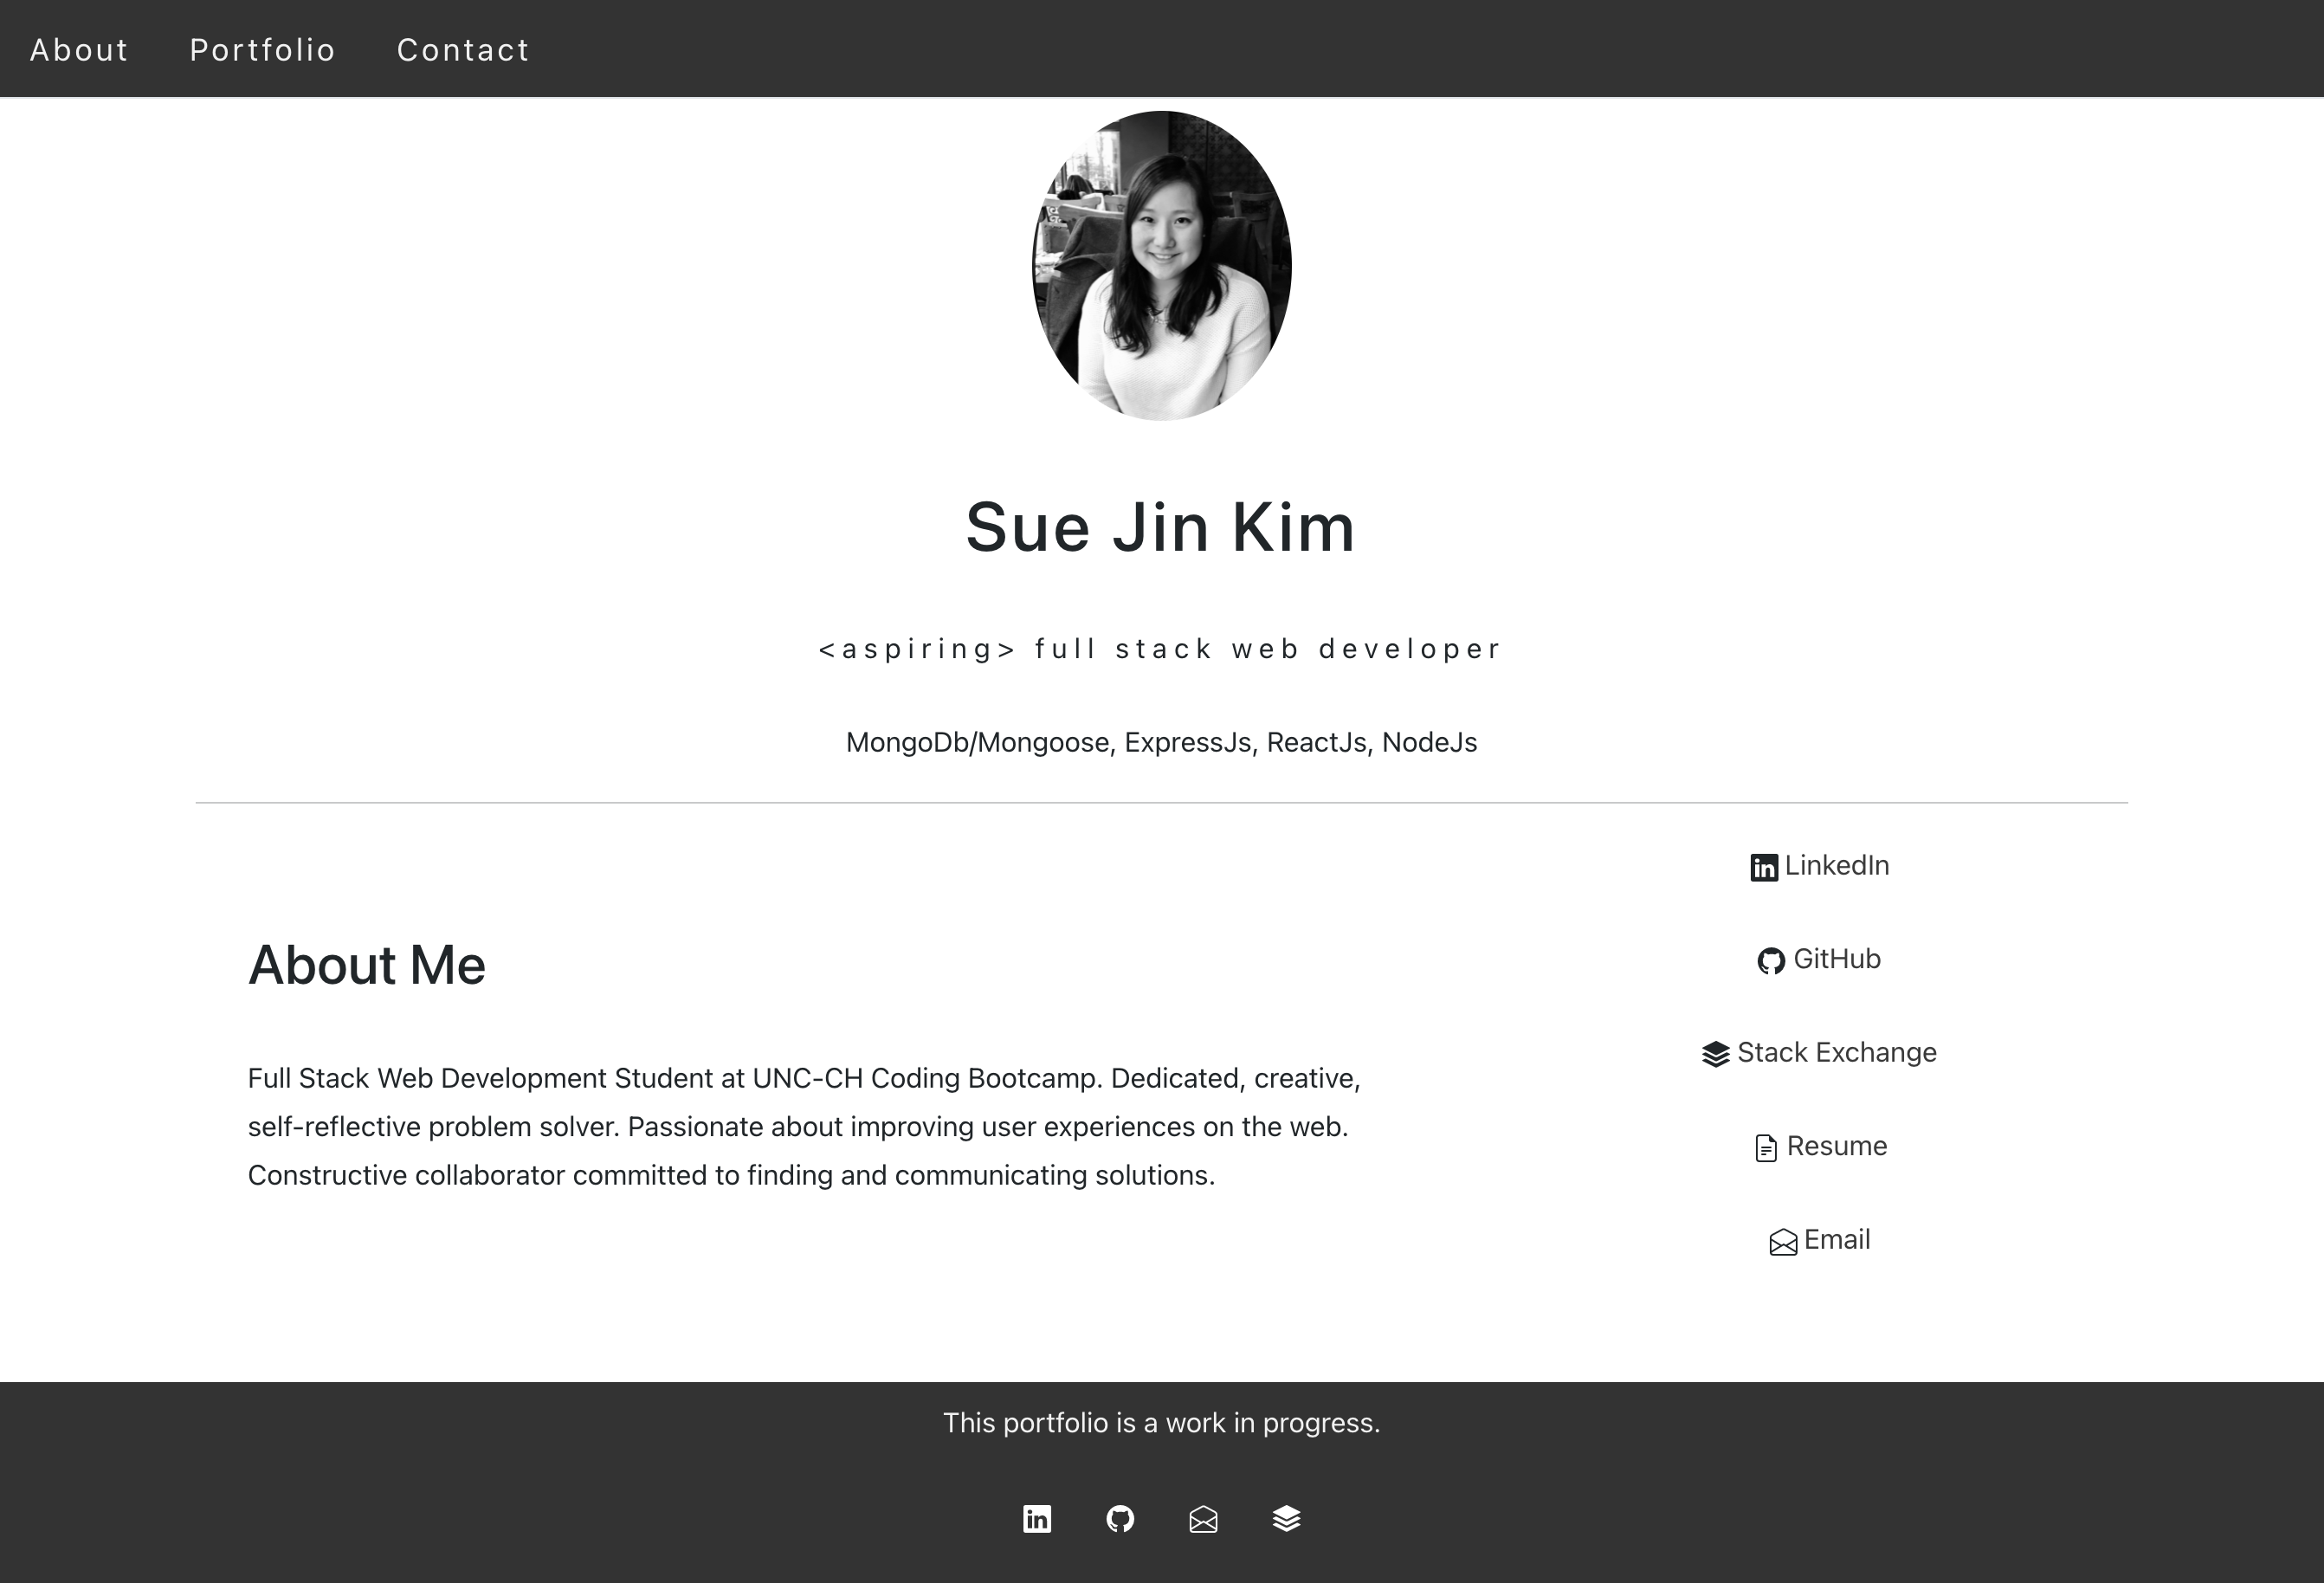 About Portfolio Contact
Sue Jin Kim
<aspiring> full stack web developer
MongoDb/Mongoose, ExpressJs, ReactJs, NodeJs
LinkedIn
GitHub
Stack Exchange
Resume
Email
About Me
Full Stack Web Development Student at UNC-CH Coding Bootcamp. Dedicated, creative,
self-reflective problem solver. Passionate about improving user experiences on the web.
Constructive collaborator committed to finding and communicating solutions.
This portfolio is a work in progress.